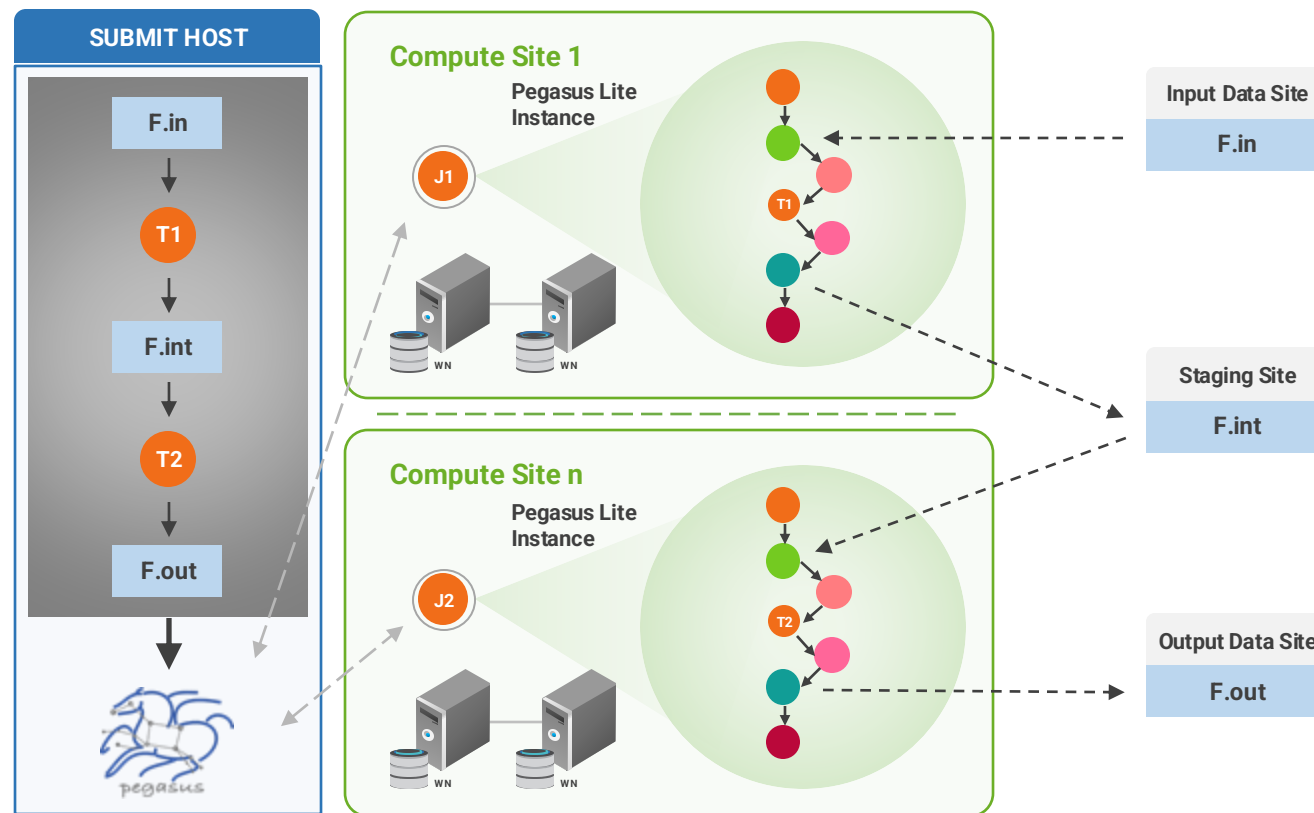 SUBMIT HOST
F.in
T1
F.int
T2
F.out
pegasus
Compute Site 1
Pegasus Lite
Instance
J1
T1
WN
WN
Compute Site n
Pegasus Lite
Instance
J2
T2
WN
WN
Input Data Site
F.in
Staging Site
F.int
Output Data Site
F.out